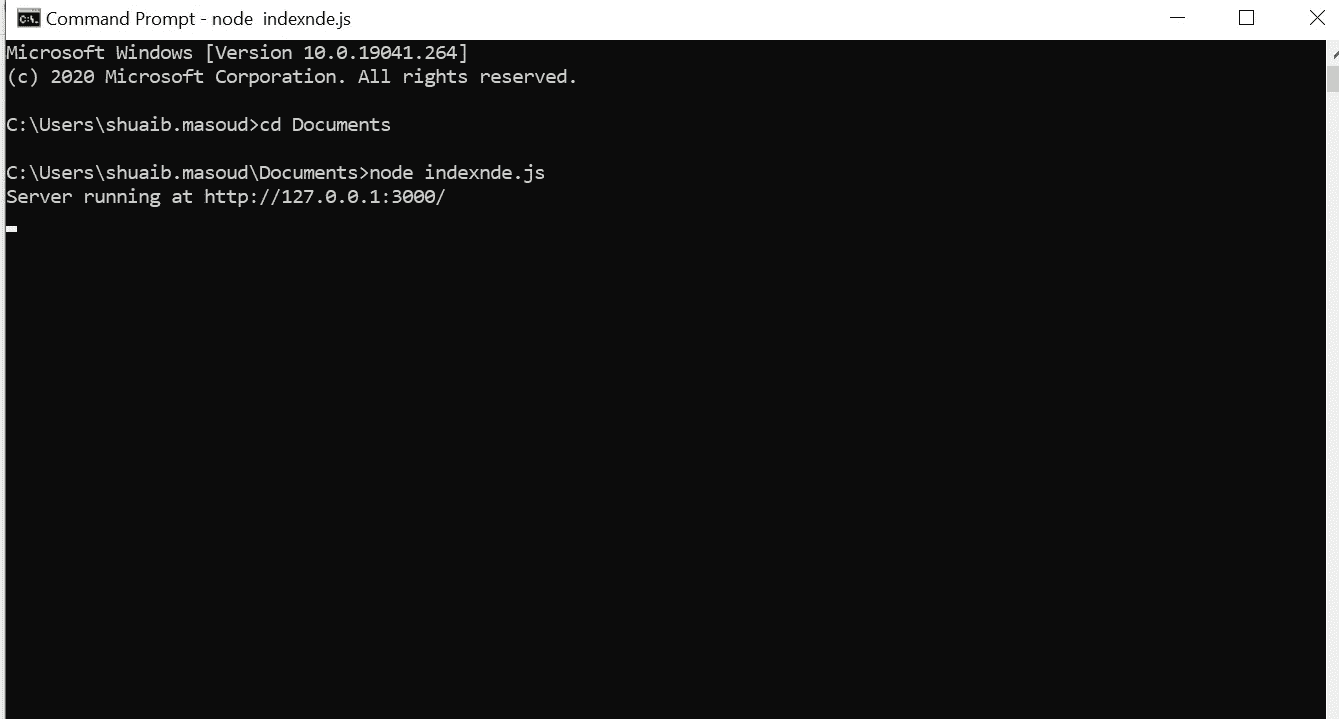 Command Prompt - node  indexnde.js
Microsoft Windows [Version 10.0.19041.264]
(c) 2020 Microsoft Corporation. All rights reserved.
C:\Users\shuaib.masoud>cd Documents
C:\Users\shuaib.masoud\Documents>node indexnde.js
Server running at http://127.0.0.1:3000/